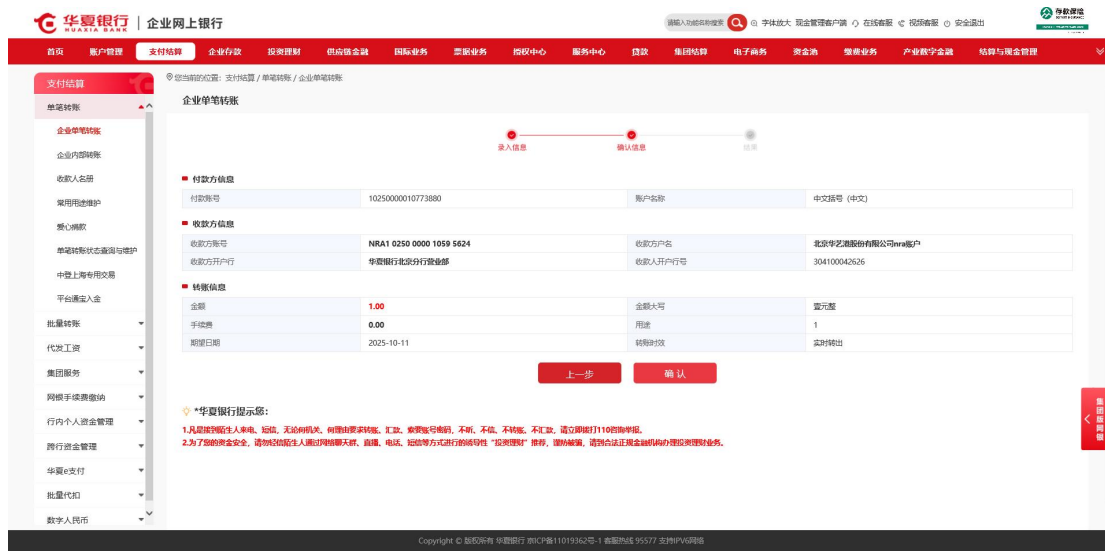 华夏银行 企业网上银行 请输入功能名称搜索 字体放大 现金管理客户端 在线客服 视频客服 安全退出 存款保险
HUAXIA BANK
首页 账户管理 支付结算 企业存款 投资理财 供应链金融 国际业务 票据业务 授权中心 服务中心 贷款 集团结算 电子商务 资金池 缴费业务 产业数字金融 结算与现金管理
您当前的位置: 支付结算 / 单笔转账 / 企业单笔转账
支付结算
单笔转账
企业单笔转账
企业内部转账
收款人名册
常用用途维护
爱心捐款
单笔转账状态查询与维护
中登上海专用交易
平台通宝入金
批量转账
代发工资
集团服务
网银手续费缴纳
行内个人资金管理
跨行资金管理
华夏e支付
批量代扣
数字人民币
企业单笔转账
录入信息 确认信息 结果
付款方信息
付款账号 10250000010773880 账户名称 中文括号 (中文)
收款方信息
收款方账号 NRA1 0250 0000 1059 5624 收款方户名 北京华艺港股份有限公司nra账户
收款方开户行 华夏银行北京分行营业部 收款人开户行号 304100042626
转账信息
金额 1.00 金额大写 壹元整
手续费 0.00 用途 1
期望日期 2025-10-11 转账时效 实时转出
上一步 确 认
*华夏银行提示您:
1.凡是接到陌生人来电、短信, 无论何机关、何理由要求转账、汇款、索要账号密码, 不听、不信、不转账、不汇款, 请立即拨打110咨询举报。
2.为了您的资金安全, 请勿轻信陌生人通过网络聊天群、直播、电话、短信等方式进行的诱导性“投资理财”推荐, 谨防被骗, 请到合法正规金融机构办理投资理财业务。
集团版网银
Copyright © 版权所有 华夏银行 京ICP备11019362号-1 客服热线 95577 支持IPV6网络